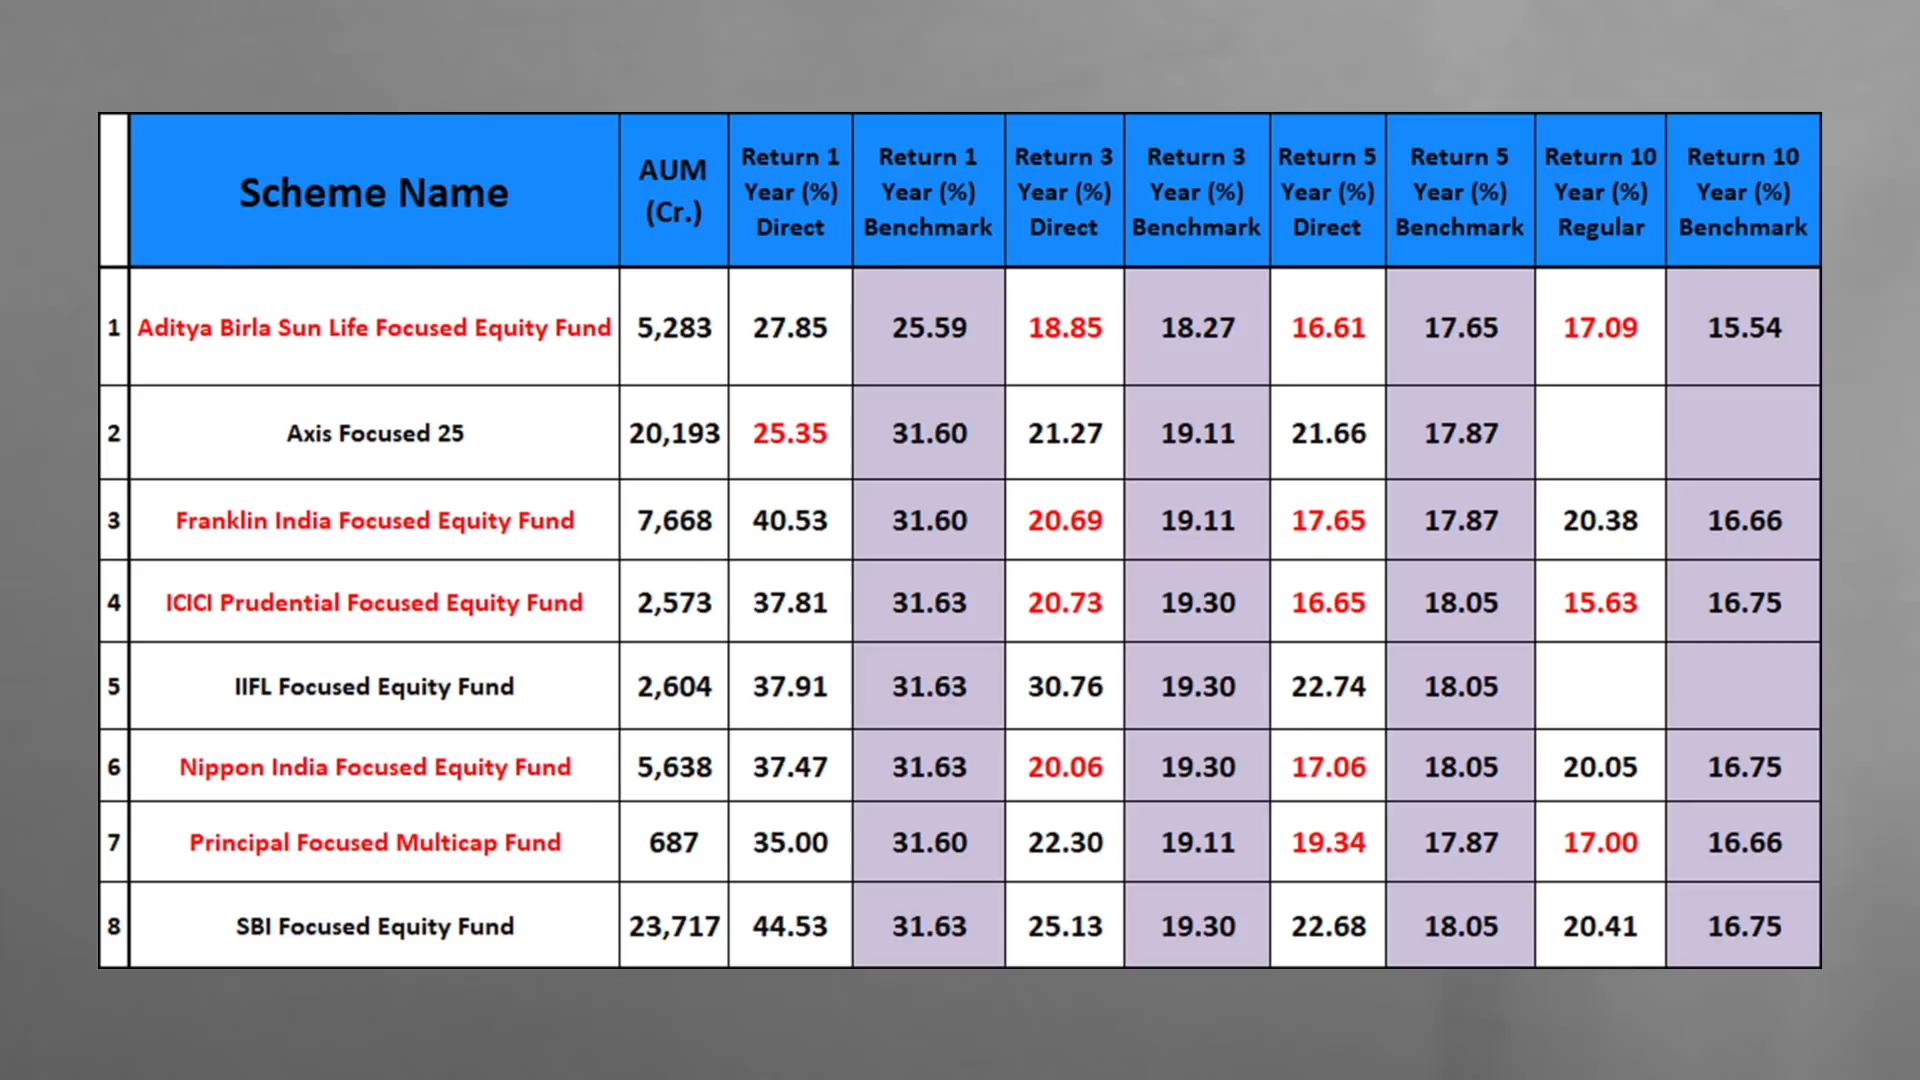 Scheme Name | AUM (Cr.) | Return 1 Year (%) Direct | Return 1 Year (%) Benchmark | Return 3 Year (%) Direct | Return 3 Year (%) Benchmark | Return 5 Year (%) Direct | Return 5 Year (%) Benchmark | Return 10 Year (%) Regular | Return 10 Year (%) Benchmark
1 Aditya Birla Sun Life Focused Equity Fund 5,283 27.85 25.59 18.85 18.27 16.61 17.65 17.09 15.54
2 Axis Focused 25 20,193 25.35 31.60 21.27 19.11 21.66 17.87
3 Franklin India Focused Equity Fund 7,668 40.53 31.60 20.69 19.11 17.65 17.87 20.38 16.66
4 ICICI Prudential Focused Equity Fund 2,573 37.81 31.63 20.73 19.30 16.65 18.05 15.63 16.75
5 IIFL Focused Equity Fund 2,604 37.91 31.63 30.76 19.30 22.74 18.05
6 Nippon India Focused Equity Fund 5,638 37.47 31.63 20.06 19.30 17.06 18.05 20.05 16.75
7 Principal Focused Multicap Fund 687 35.00 31.60 22.30 19.11 19.34 17.87 17.00 16.66
8 SBI Focused Equity Fund 23,717 44.53 31.63 25.13 19.30 22.68 18.05 20.41 16.75